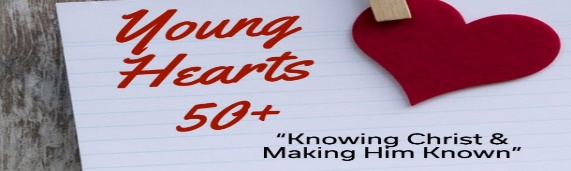 Young
Hearts
50+
“Knowing Christ &
Making Him Known”